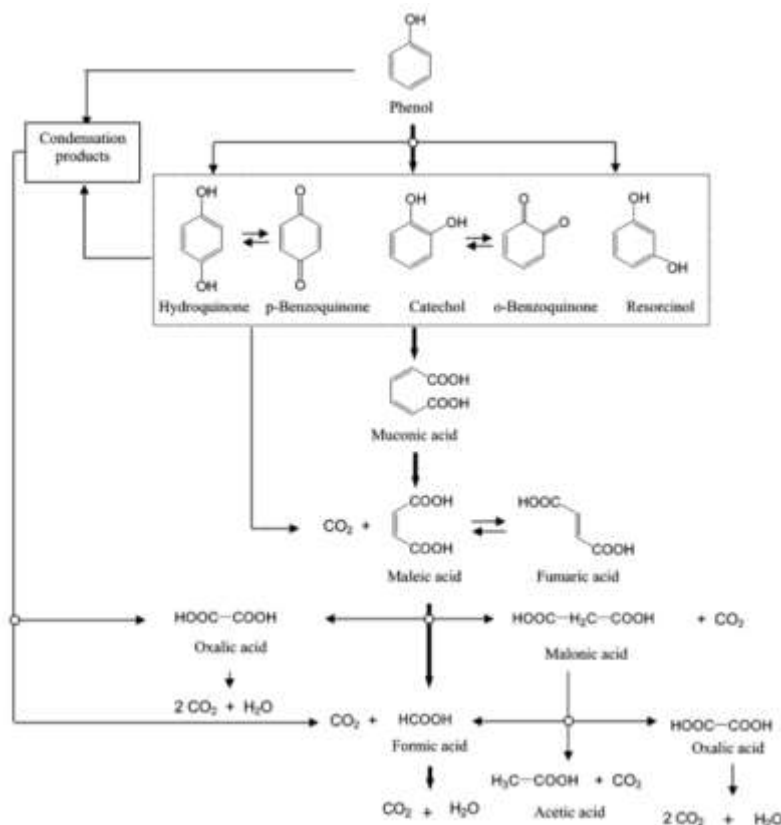 OH
Phenol
Condensation
products
OH
OH
Hydroquinone
O
O
p-Benzoquinone
OH
OH
Catechol
O
O
o-Benzoquinone
OH
OH
Resorcinol
COOH
COOH
Muconic acid
CO₂ +
COOH
COOH
Maleic acid
HOOC
COOH
Fumaric acid
HOOC—COOH
Oxalic acid
HOOC—H₂C—COOH + CO₂
Malonic acid
2 CO₂ + H₂O
CO₂ + HCOOH
Formic acid
HOOC—COOH
Oxalic acid
H₃C—COOH + CO₂
Acetic acid
CO₂ + H₂O
2 CO₂ + H₂O